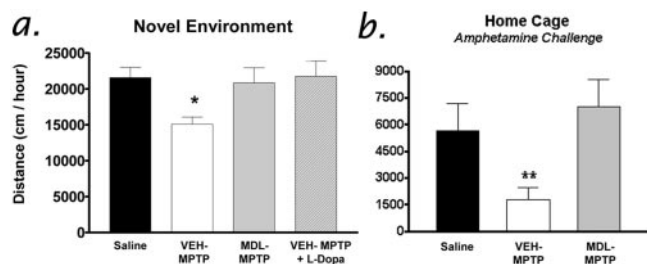 a.
Novel Environment
Distance (cm / hour)
25000
20000
15000
10000
5000
0
*
Saline
VEH-
MPTP
MDL-
MPTP
VEH- MPTP
+ L-Dopa
b.
Home Cage
Amphetamine Challenge
9000
7500
6000
4500
3000
1500
0
**
Saline
VEH-
MPTP
MDL-
MPTP